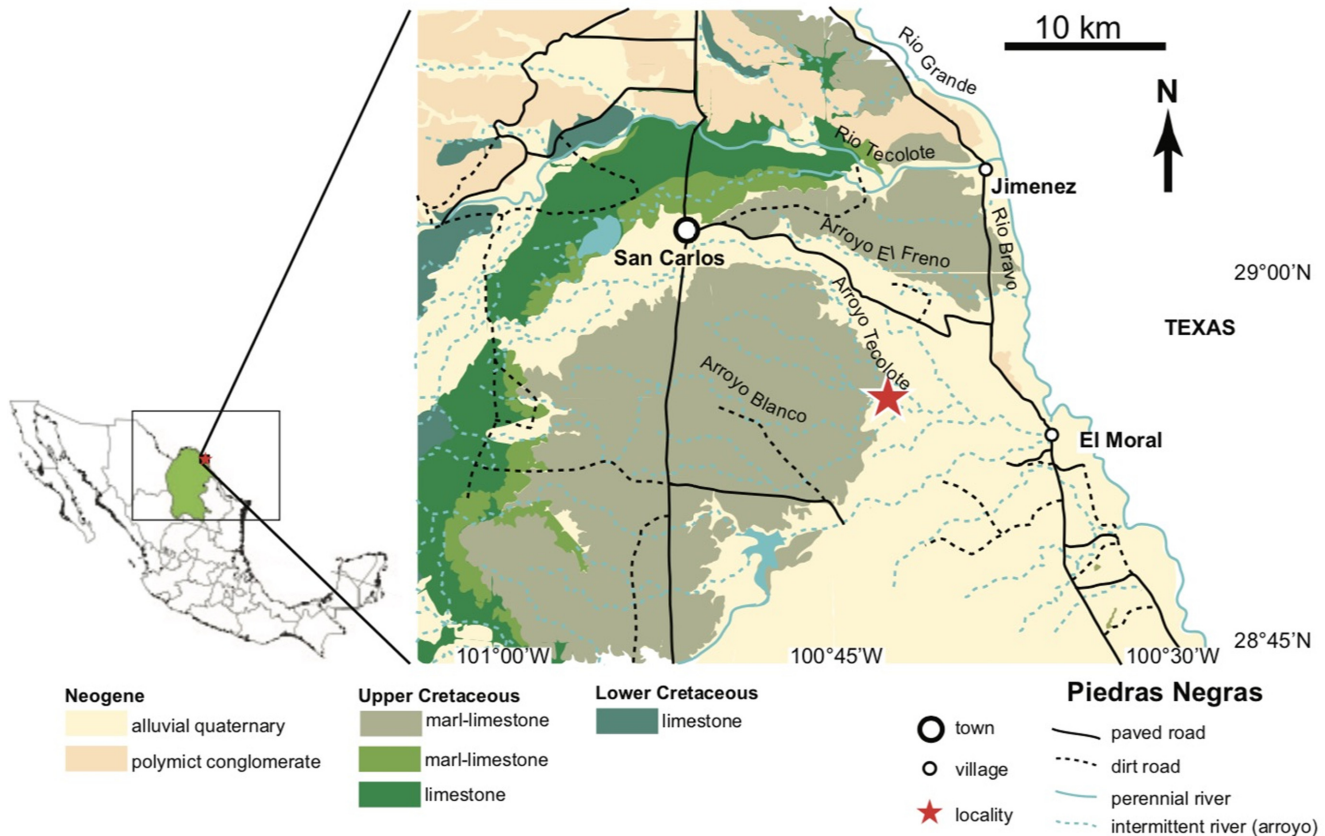 10 km
N
Rio Grande
Rio Tecolote
Jimenez
Rio Bravo
Arroyo El Freno
San Carlos
29°00’N
Arroyo Tecolote
TEXAS
Arroyo Blanco
El Moral
28°45’N
101°00’W
100°45’W
100°30’W
Neogene
alluvial quaternary
polymict conglomerate
Upper Cretaceous
marl-limestone
marl-limestone
limestone
Lower Cretaceous
limestone
Piedras Negras
town
village
locality
paved road
dirt road
perennial river
intermittent river (arroyo)